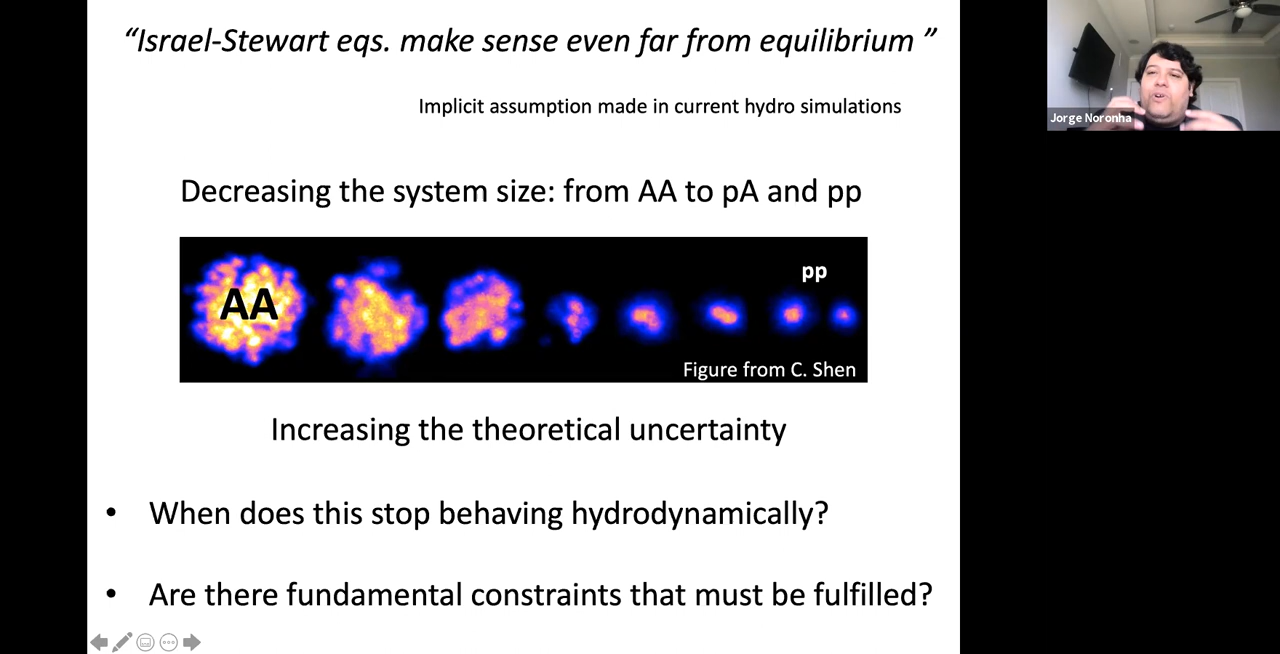 “Israel-Stewart eqs. make sense even far from equilibrium ”
Implicit assumption made in current hydro simulations
Jorge Noronha
Decreasing the system size: from AA to pA and pp
AA
pp
Figure from C. Shen
Increasing the theoretical uncertainty
• When does this stop behaving hydrodynamically?
• Are there fundamental constraints that must be fulfilled?